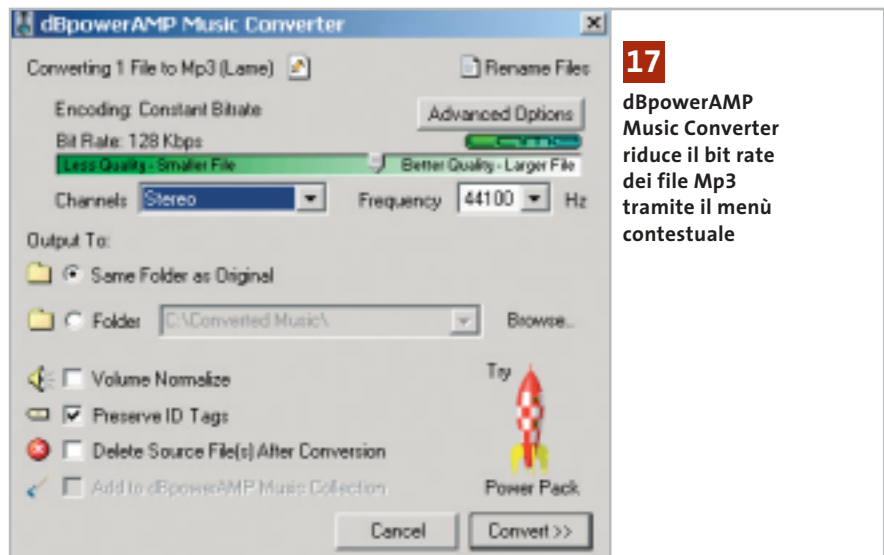 dBpowerAMP Music Converter
Converting 1 File to Mp3 (Lame)
Rename Files
Encoding: Constant Bitrate
Advanced Options
Bit Rate: 128 Kbps
Less Quality - Smaller File
Better Quality - Larger File
Channels Stereo
Frequency 44100 Hz
Output To:
Same Folder as Original
Folder C:\Converted Music\ Browse..
Volume Normalize
Try
Preserve ID Tags
Delete Source File(s) After Conversion
Add to dBpowerAMP Music Collection
Power Pack
Cancel
Convert >>
17
dBpowerAMP
Music Converter
riduce il bit rate
dei file Mp3
tramite il menù
contestuale